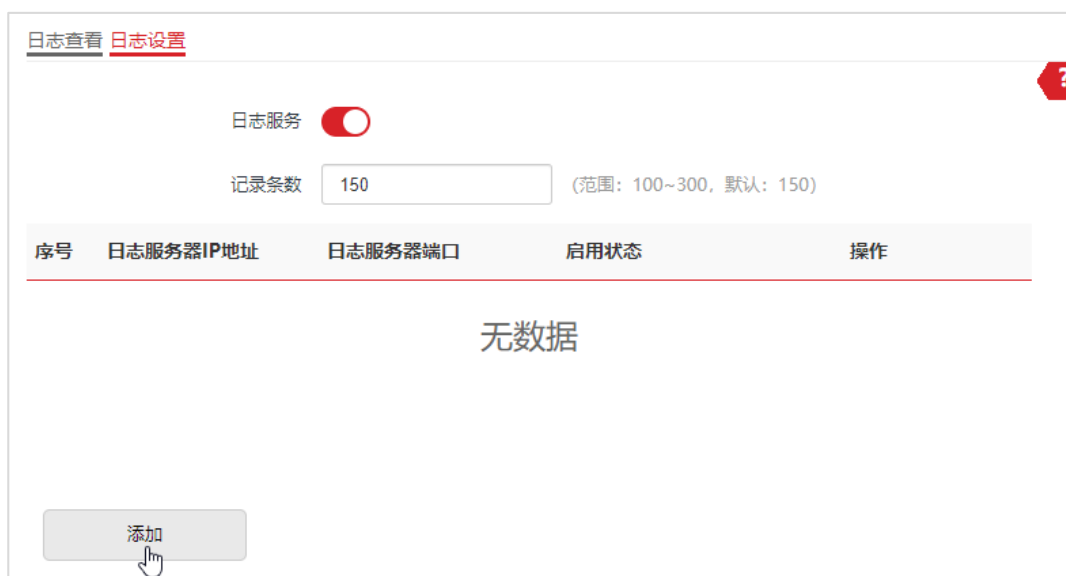 日志查看 日志设置
?
日志服务
记录条数 150 (范围：100~300，默认：150)
序号 日志服务器IP地址 日志服务器端口 启用状态 操作
无数据
添加